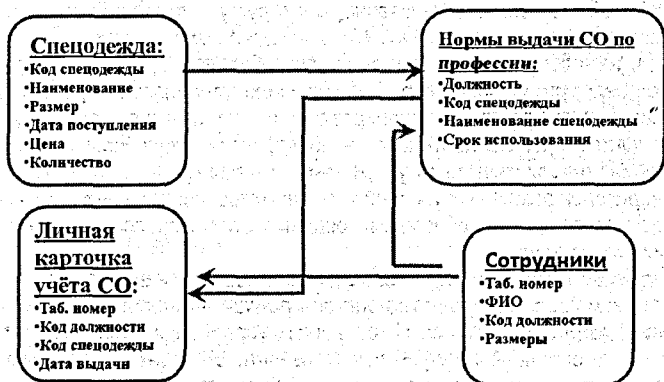 Спецодежда:
•Код спецодежды
•Наименование
•Размер
•Дата поступления
•Цена
•Количество
Нормы выдачи СО по
профессии:
•Должность
•Код спецодежды
•Наименование спецодежды
•Срок использования
Личная
карточка
учёта СО:
•Таб. номер
•Код должности
•Код спецодежды
•Дата выдачи
Сотрудники
•Таб. номер
•ФИО
•Код должности
•Размеры